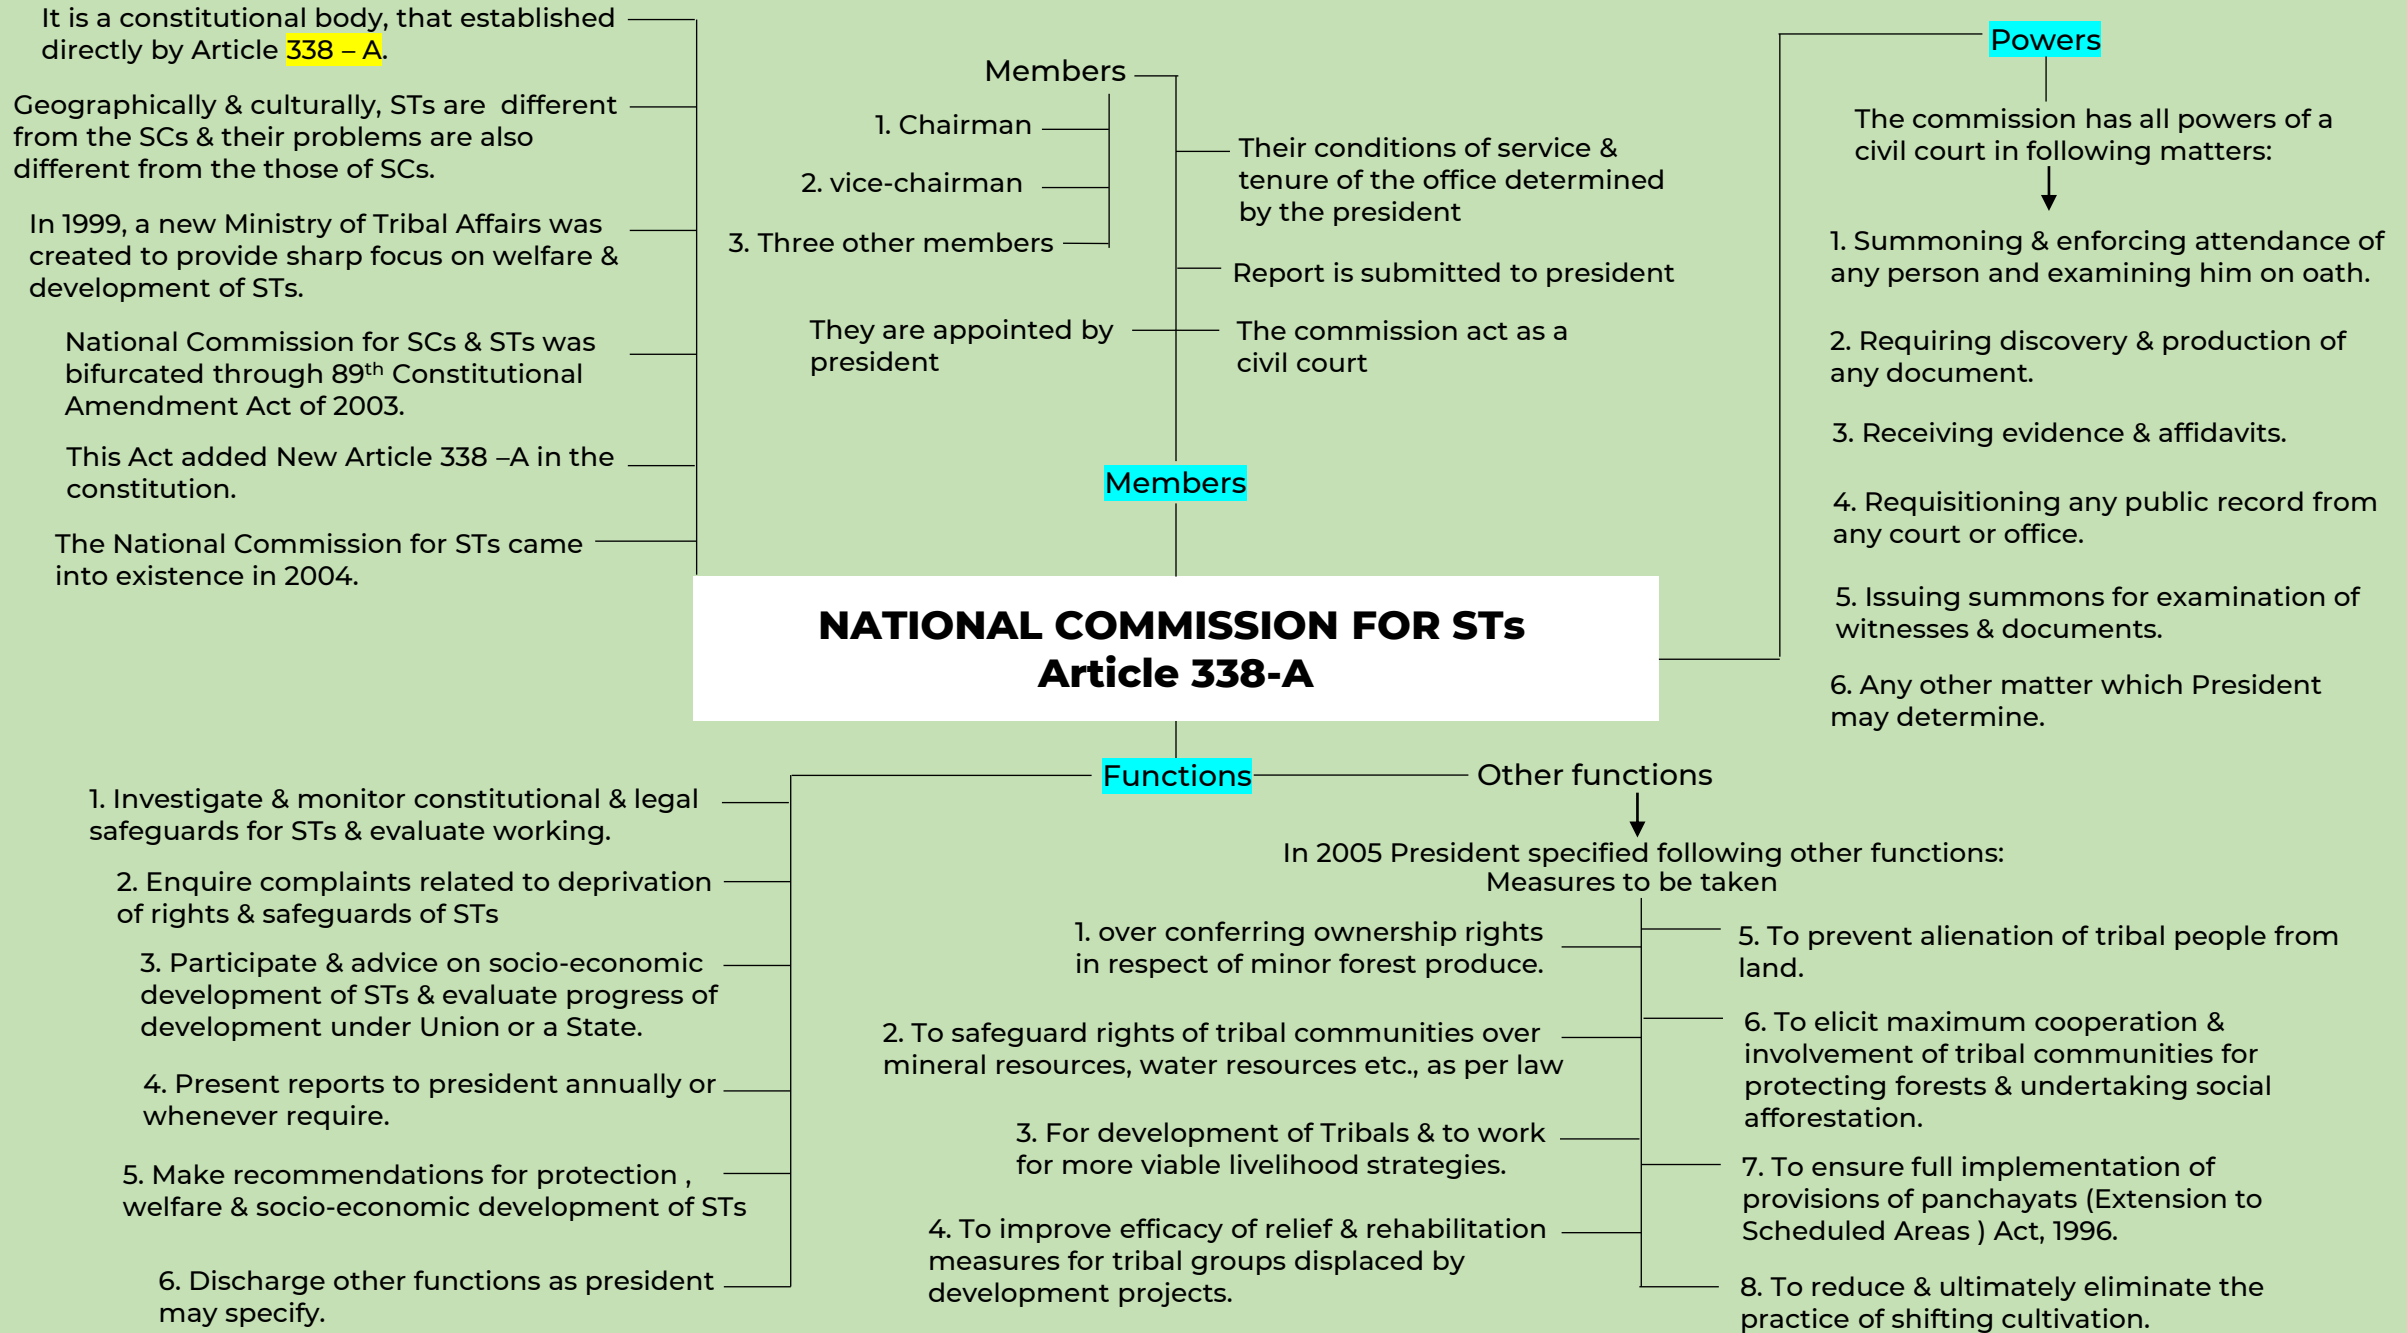 It is a constitutional body, that established
directly by Article 338 – A.
Geographically & culturally, STs are different
from the SCs & their problems are also
different from the those of SCs.
In 1999, a new Ministry of Tribal Affairs was
created to provide sharp focus on welfare &
development of STs.
National Commission for SCs & STs was
bifurcated through 89th Constitutional
Amendment Act of 2003.
This Act added New Article 338 –A in the
constitution.
The National Commission for STs came
into existence in 2004.
Members
1. Chairman
2. vice-chairman
3. Three other members
They are appointed by
president
Their conditions of service &
tenure of the office determined
by the president
Report is submitted to president
The commission act as a
civil court
Members
Powers
The commission has all powers of a
civil court in following matters:
1. Summoning & enforcing attendance of
any person and examining him on oath.
2. Requiring discovery & production of
any document.
3. Receiving evidence & affidavits.
4. Requisitioning any public record from
any court or office.
5. Issuing summons for examination of
witnesses & documents.
6. Any other matter which President
may determine.
NATIONAL COMMISSION FOR STs
Article 338-A
Functions
1. Investigate & monitor constitutional & legal
safeguards for STs & evaluate working.
2. Enquire complaints related to deprivation
of rights & safeguards of STs
3. Participate & advice on socio-economic
development of STs & evaluate progress of
development under Union or a State.
4. Present reports to president annually or
whenever require.
5. Make recommendations for protection ,
welfare & socio-economic development of STs
6. Discharge other functions as president
may specify.
Other functions
In 2005 President specified following other functions:
Measures to be taken
1. over conferring ownership rights
in respect of minor forest produce.
2. To safeguard rights of tribal communities over
mineral resources, water resources etc., as per law
3. For development of Tribals & to work
for more viable livelihood strategies.
4. To improve efficacy of relief & rehabilitation
measures for tribal groups displaced by
development projects.
5. To prevent alienation of tribal people from
land.
6. To elicit maximum cooperation &
involvement of tribal communities for
protecting forests & undertaking social
afforestation.
7. To ensure full implementation of
provisions of panchayats (Extension to
Scheduled Areas ) Act, 1996.
8. To reduce & ultimately eliminate the
practice of shifting cultivation.